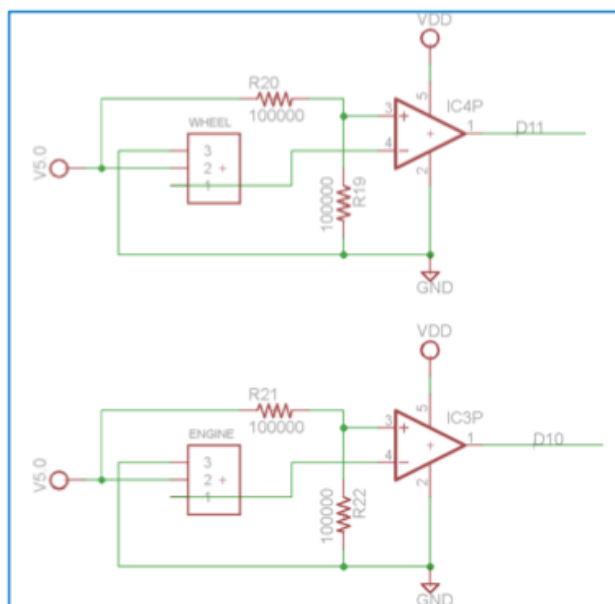 VDD
R20
100000
IC4P
WHEEL
5
3
1
D11
4
3
2
1
2
V5.0
100000
R19
GND
VDD
R21
100000
IC3P
ENGINE
5
3
1
D10
4
3
2
1
2
V5.0
100000
R22
GND